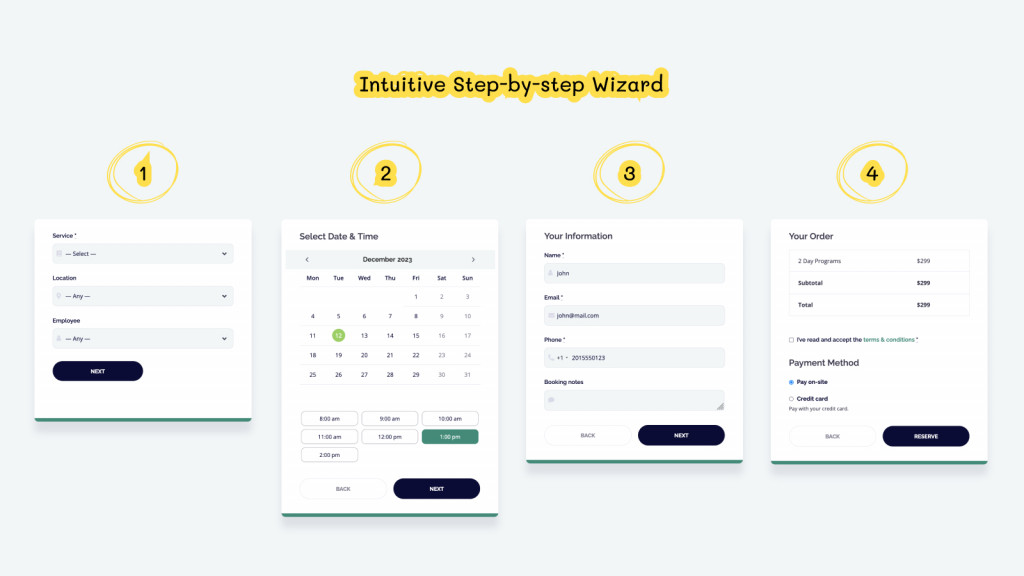 Intuitive Step-by-step Wizard
1
2
3
4
Service *
— Select —
Location
— Any —
Employee
— Any —
NEXT
Select Date & Time
December 2023
Mon Tue Wed Thu Fri Sat Sun
1 2 3
4 5 6 7 8 9 10
11 12 13 14 15 16 17
18 19 20 21 22 23 24
25 26 27 28 29 30 31
8:00 am 9:00 am 10:00 am
11:00 am 12:00 pm 1:00 pm
2:00 pm
BACK NEXT
Your Information
Name *
John
Email *
john@mail.com
Phone *
+1 2015550123
Booking notes
BACK NEXT
Your Order
2 Day Programs $299
Subtotal $299
Total $299
I've read and accept the terms & conditions *
Payment Method
Pay on-site
Credit card
Pay with your credit card.
BACK RESERVE